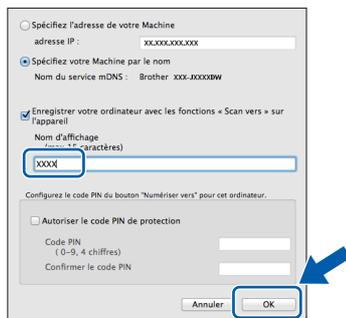 Spécifiez l'adresse de votre Machine
adresse IP :
xx.xxx.xxx.xxx
Spécifiez votre Machine par le nom
Nom du service mDNS : Brother XXX-JXXXXDW
Enregistrer votre ordinateur avec les fonctions « Scan vers » sur
l'appareil
Nom d'affichage
(max 15 caractères)
XXXX
Configurez le code PIN du bouton "Numériser vers" pour cet ordinateur.
Autoriser le code PIN de protection
Code PIN
( 0–9, 4 chiffres)
Confirmer le code PIN
Annuler
OK